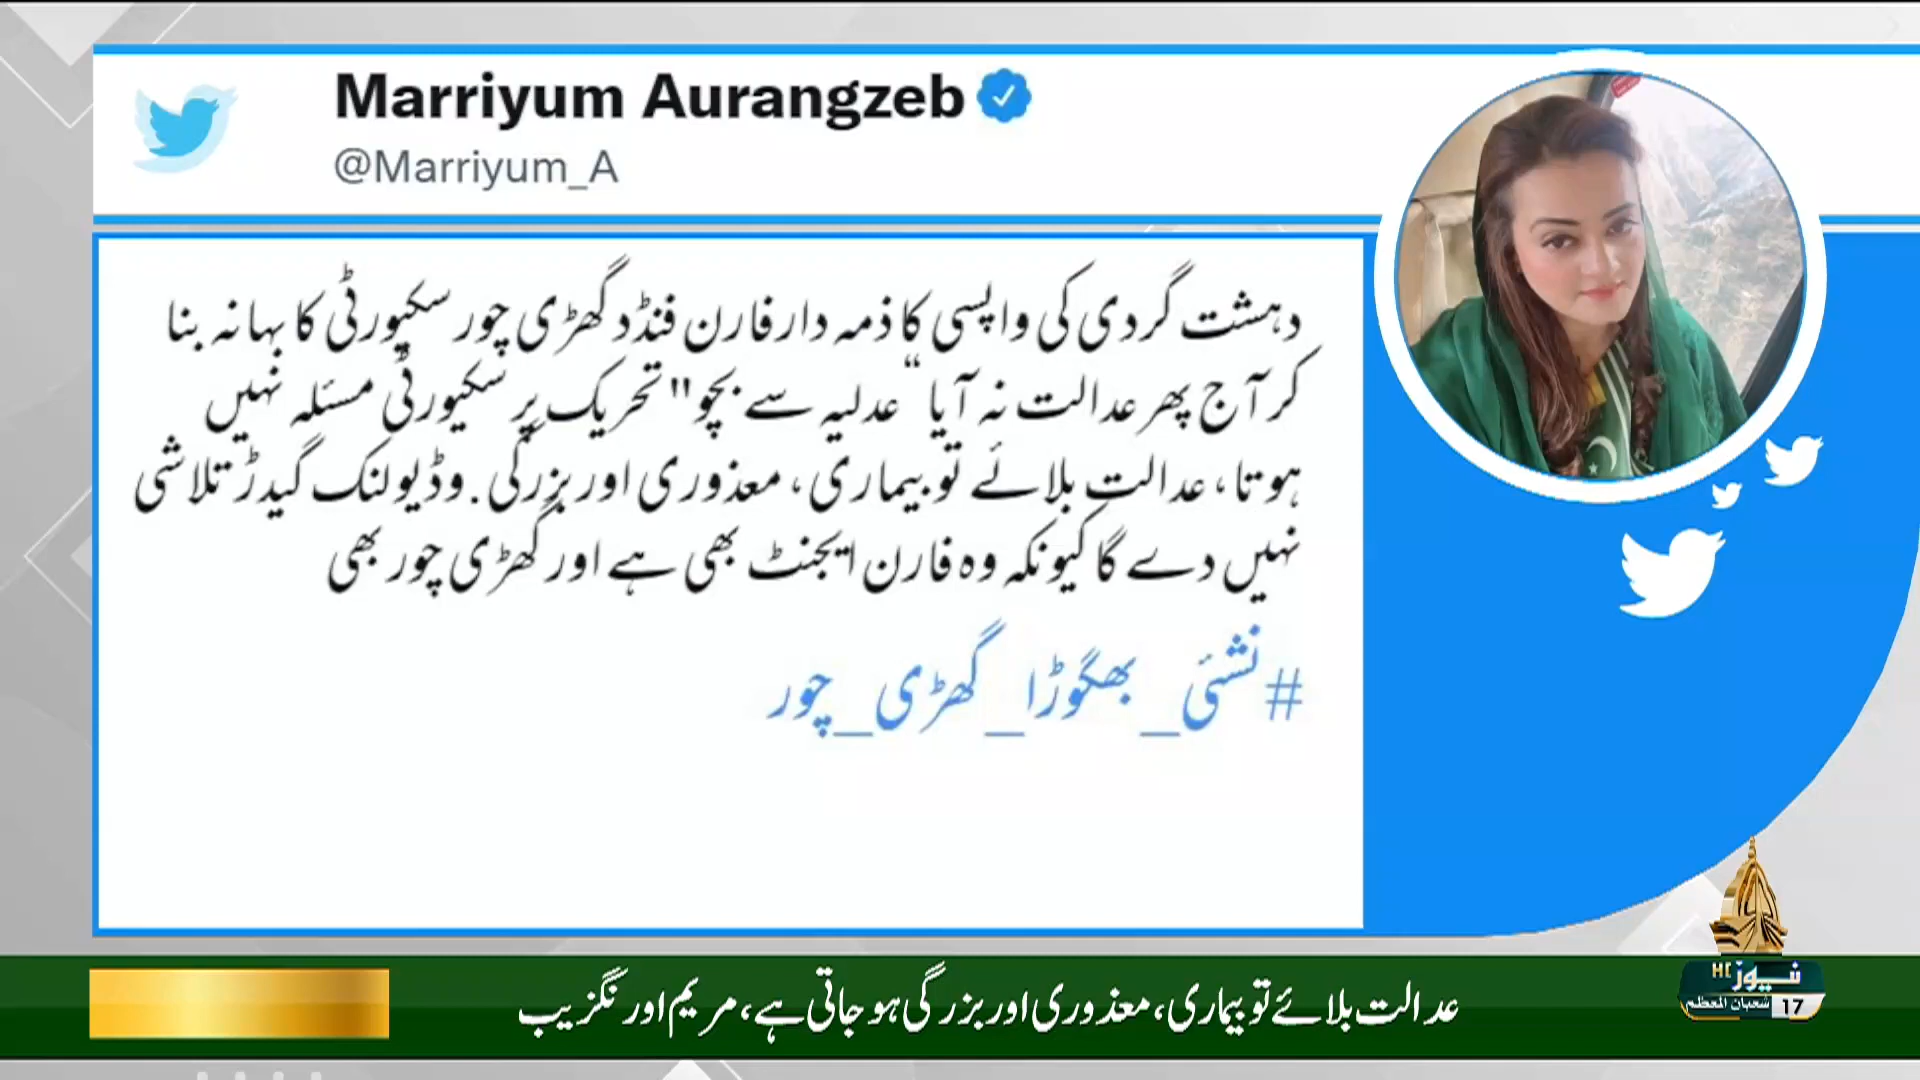 Marriyum Aurangzeb
@Marriyum_A
دہشت گردی کی واپسی کا ذمہ دار فارن فنڈڈ گھڑی چور سکیورٹی کا بہانہ بنا
کر آج پھر عدالت نہ آیا “عدلیہ سے بچو" تحریک پر سکیورٹی مسئلہ نہیں
ہوتا، عدالت بلائے تو بیماری، معذوری اور بزرگی. وڈیو لنک گیدڑ تلاشی
نہیں دے گا کیونکہ وہ فارن ایجنٹ بھی ہے اور گھڑی چور بھی
#نشئی_بھگوڑا_گھڑی_چور
نیوز HD
17 شعبان المعظم
عدالت بلائے تو بیماری، معذوری اور بزرگی ہو جاتی ہے، مریم اورنگزیب